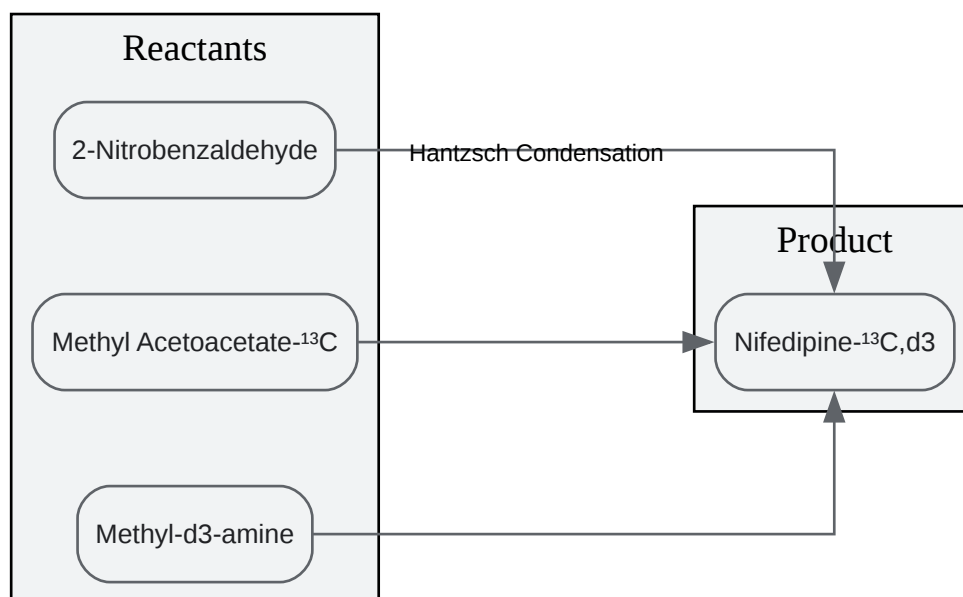 Reactants
2-Nitrobenzaldehyde
Hantzsch Condensation
Product
Methyl Acetoacetate-¹³C
Nifedipine-¹³C,d3
Methyl-d3-amine